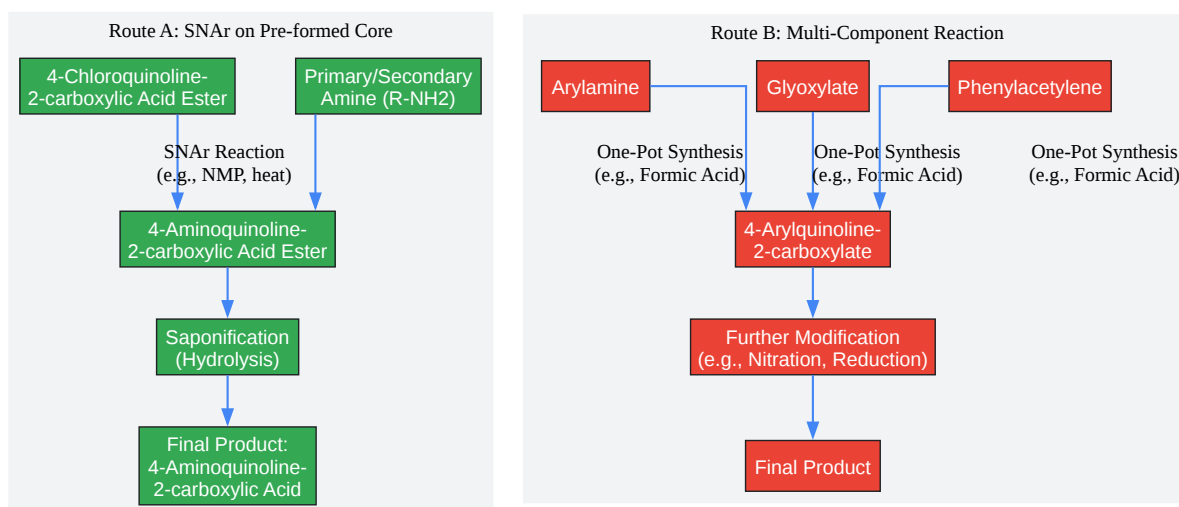 Route A: SNAr on Pre-formed Core
4-Chloroquinoline-
2-carboxylic Acid Ester
Primary/Secondary
Amine (R-NH2)
SNAr Reaction
(e.g., NMP, heat)
4-Aminoquinoline-
2-carboxylic Acid Ester
Saponification
(Hydrolysis)
Final Product:
4-Aminoquinoline-
2-carboxylic Acid
Route B: Multi-Component Reaction
Arylamine
Glyoxylate
Phenylacetylene
One-Pot Synthesis
(e.g., Formic Acid)
One-Pot Synthesis
(e.g., Formic Acid)
One-Pot Synthesis
(e.g., Formic Acid)
4-Arylquinoline-
2-carboxylate
Further Modification
(e.g., Nitration, Reduction)
Final Product